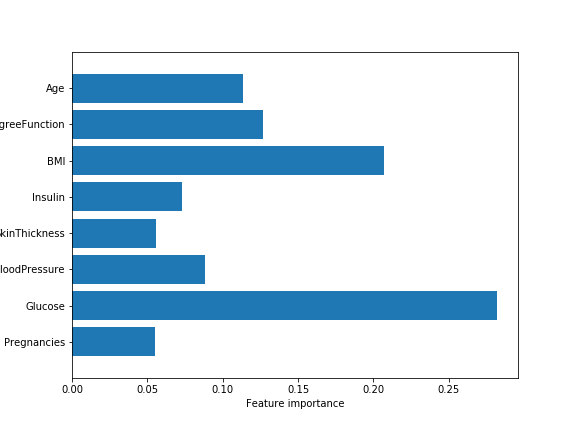 Age
greeFunction
BMI
Insulin
kinThickness
loodPressure
Glucose
Pregnancies
0.00 0.05 0.10 0.15 0.20 0.25
Feature importance